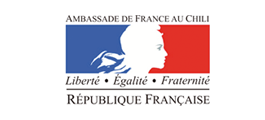 AMBASSADE DE FRANCE AU CHILI
Liberté • Égalité • Fraternité
RÉPUBLIQUE FRANÇAISE